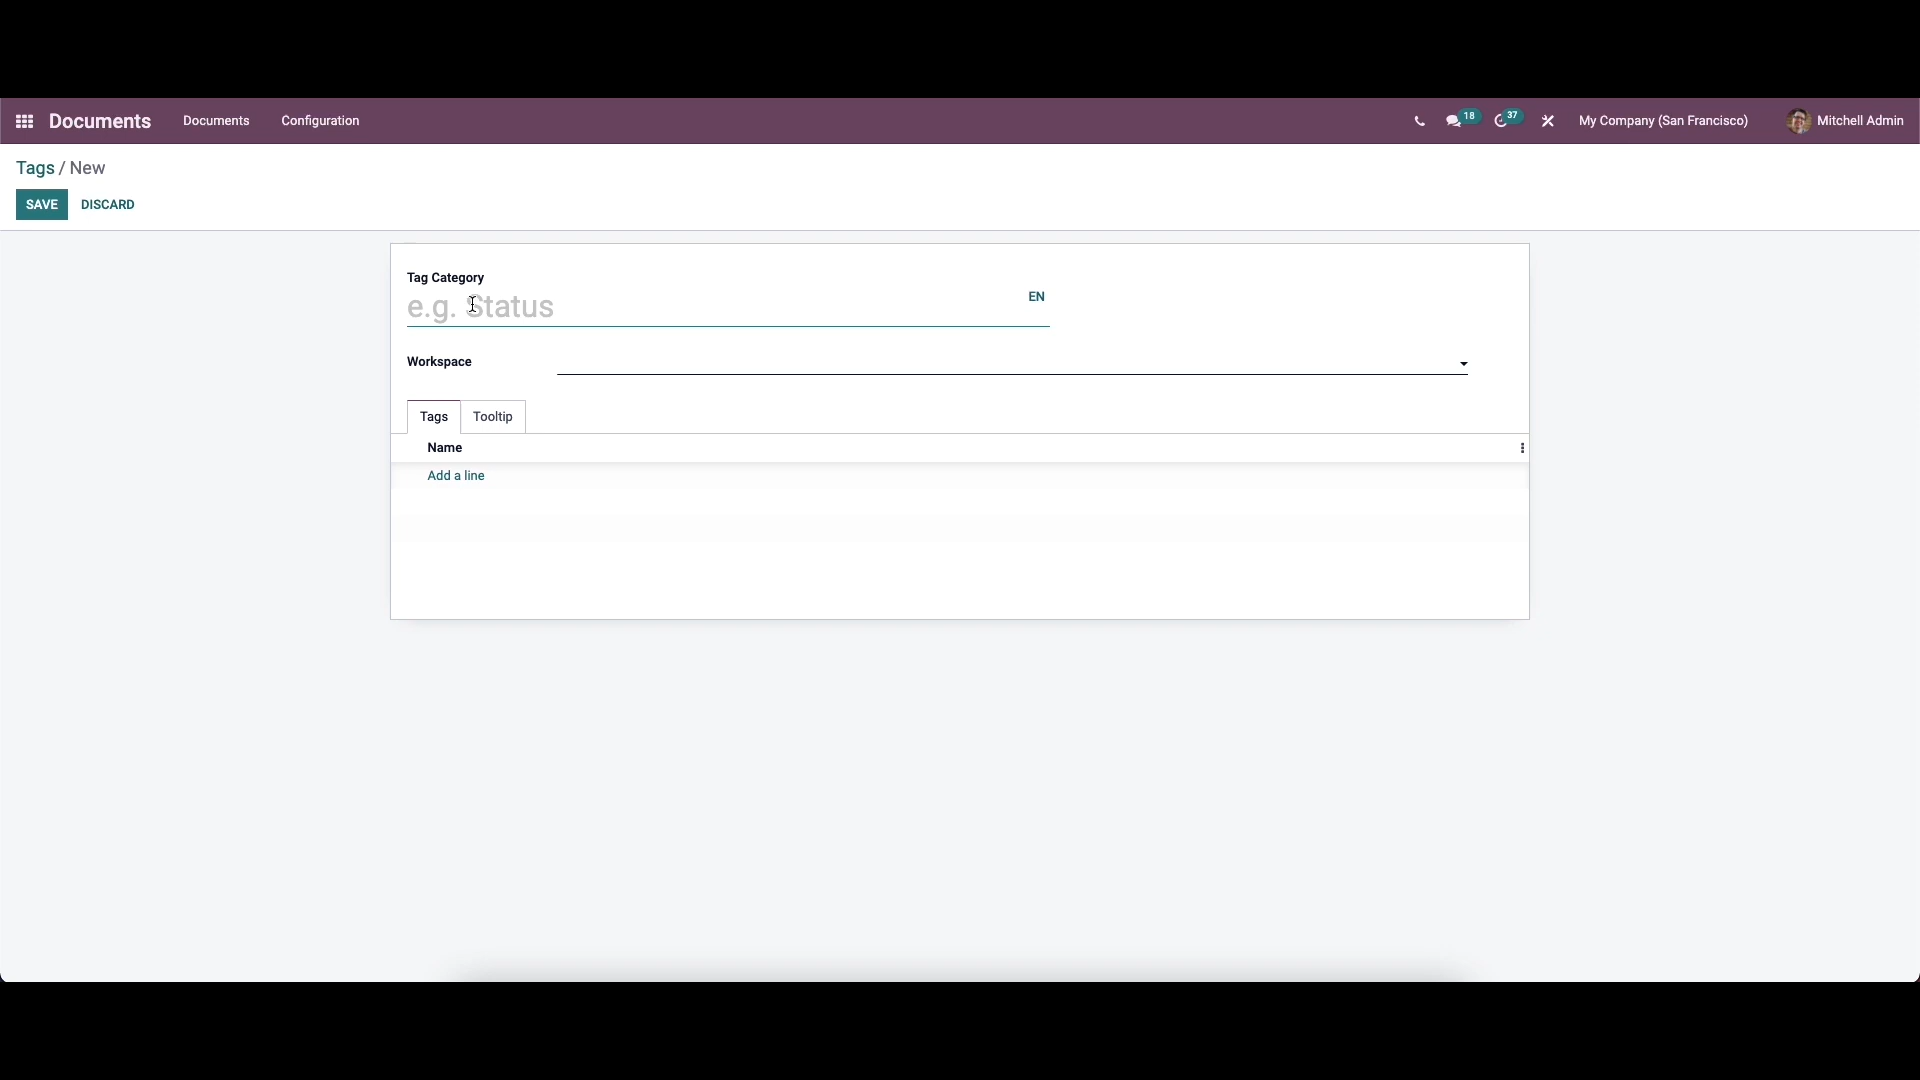 Documents Documents Configuration 18 37 My Company (San Francisco) Mitchell Admin
Tags / New
SAVE DISCARD
Tag Category
e.g. Status EN
Workspace
Tags Tooltip
Name
Add a line